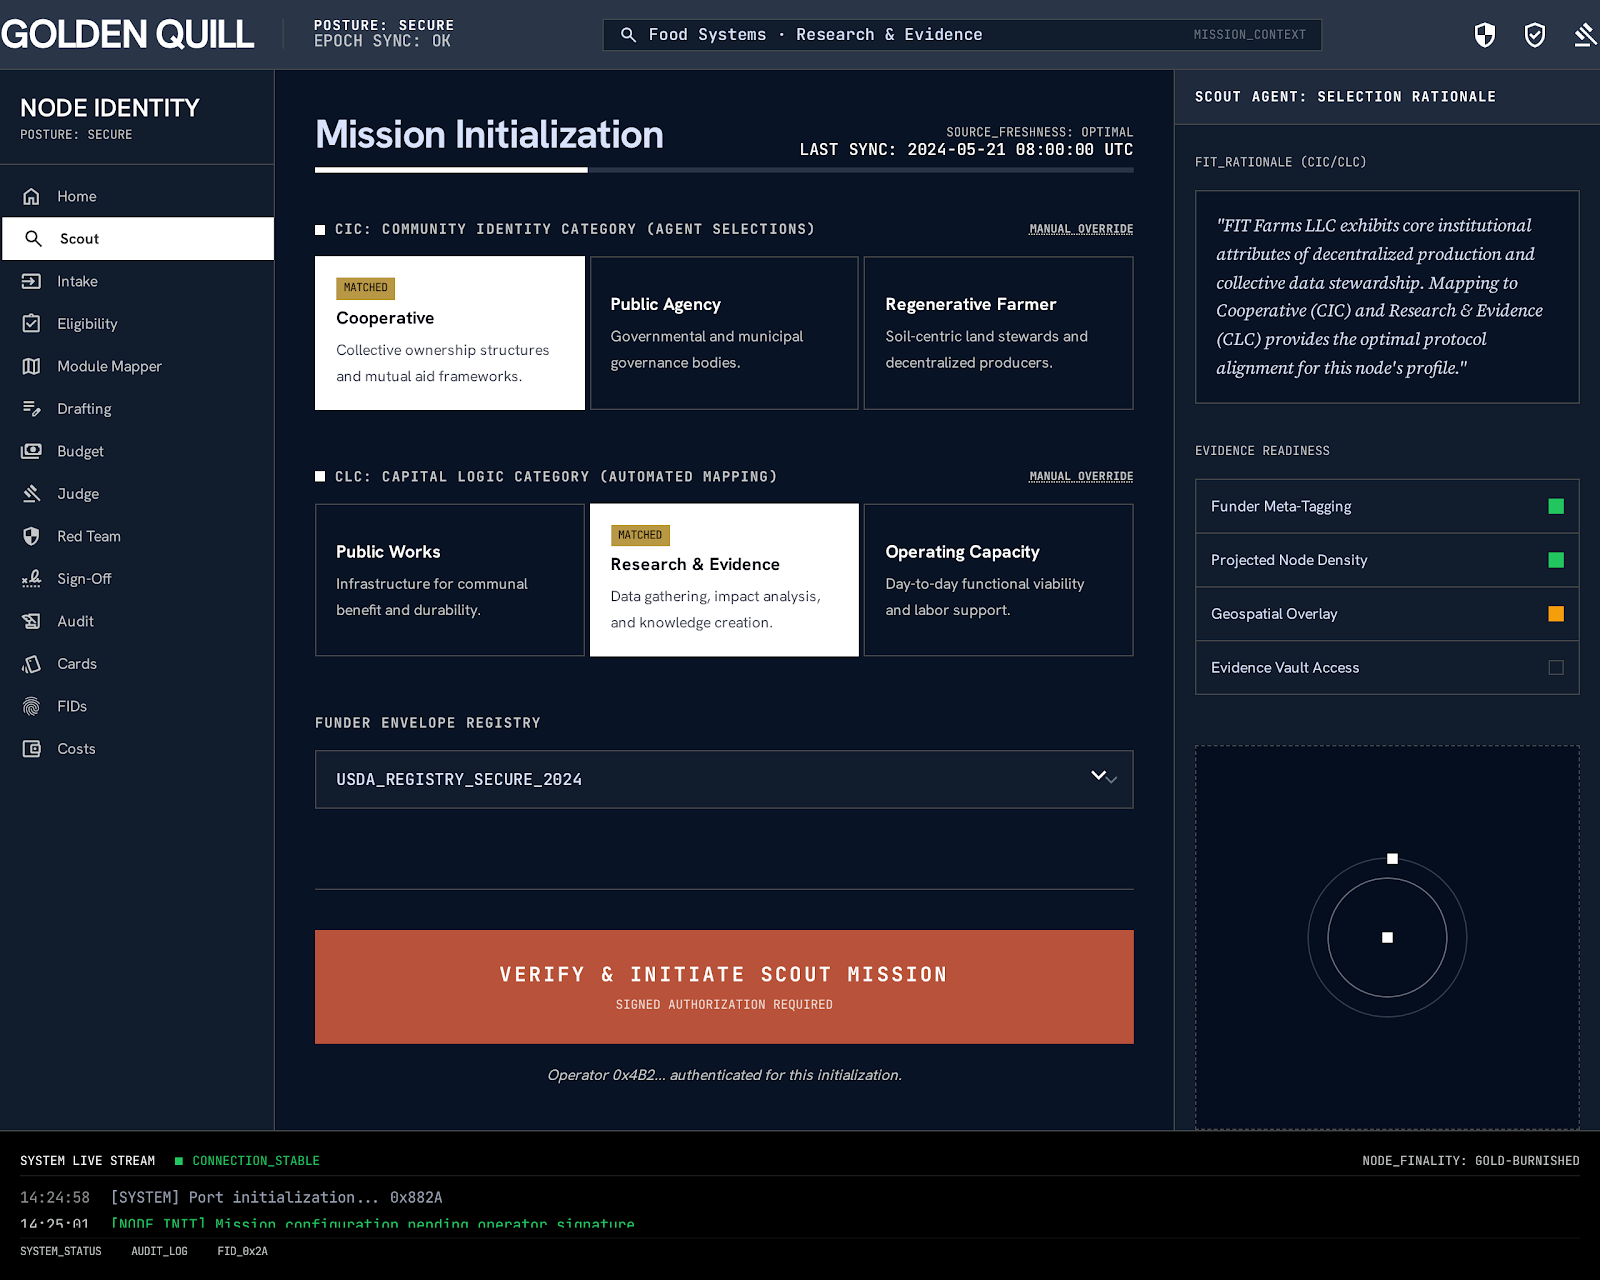 GOLDEN QUILL
POSTURE: SECURE
EPOCH SYNC: OK
Food Systems · Research & Evidence
MISSION_CONTEXT
NODE IDENTITY
POSTURE: SECURE
Home
Scout
Intake
Eligibility
Module Mapper
Drafting
Budget
Judge
Red Team
Sign-Off
Audit
Cards
FIDs
Costs
Mission Initialization
SOURCE_FRESHNESS: OPTIMAL
LAST SYNC: 2024-05-21 08:00:00 UTC
CIC: COMMUNITY IDENTITY CATEGORY (AGENT SELECTIONS)
MANUAL OVERRIDE
MATCHED
Cooperative
Collective ownership structures
and mutual aid frameworks.
Public Agency
Governmental and municipal
governance bodies.
Regenerative Farmer
Soil-centric land stewards and
decentralized producers.
CLC: CAPITAL LOGIC CATEGORY (AUTOMATED MAPPING)
MANUAL OVERRIDE
Public Works
Infrastructure for communal
benefit and durability.
MATCHED
Research & Evidence
Data gathering, impact analysis,
and knowledge creation.
Operating Capacity
Day-to-day functional viability
and labor support.
FUNDER ENVELOPE REGISTRY
USDA_REGISTRY_SECURE_2024
VERIFY & INITIATE SCOUT MISSION
SIGNED AUTHORIZATION REQUIRED
Operator 0x4B2... authenticated for this initialization.
SCOUT AGENT: SELECTION RATIONALE
FIT_RATIONALE (CIC/CLC)
"FIT Farms LLC exhibits core institutional
attributes of decentralized production and
collective data stewardship. Mapping to
Cooperative (CIC) and Research & Evidence
(CLC) provides the optimal protocol
alignment for this node's profile."
EVIDENCE READINESS
Funder Meta-Tagging
Projected Node Density
Geospatial Overlay
Evidence Vault Access
SYSTEM LIVE STREAM
CONNECTION_STABLE
NODE_FINALITY: GOLD-BURNISHED
14:24:58 [SYSTEM] Port initialization... 0x882A
14:25:01 [NODE_INIT] Mission configuration pending operator signature
SYSTEM_STATUS
AUDIT_LOG
FID_0x2A